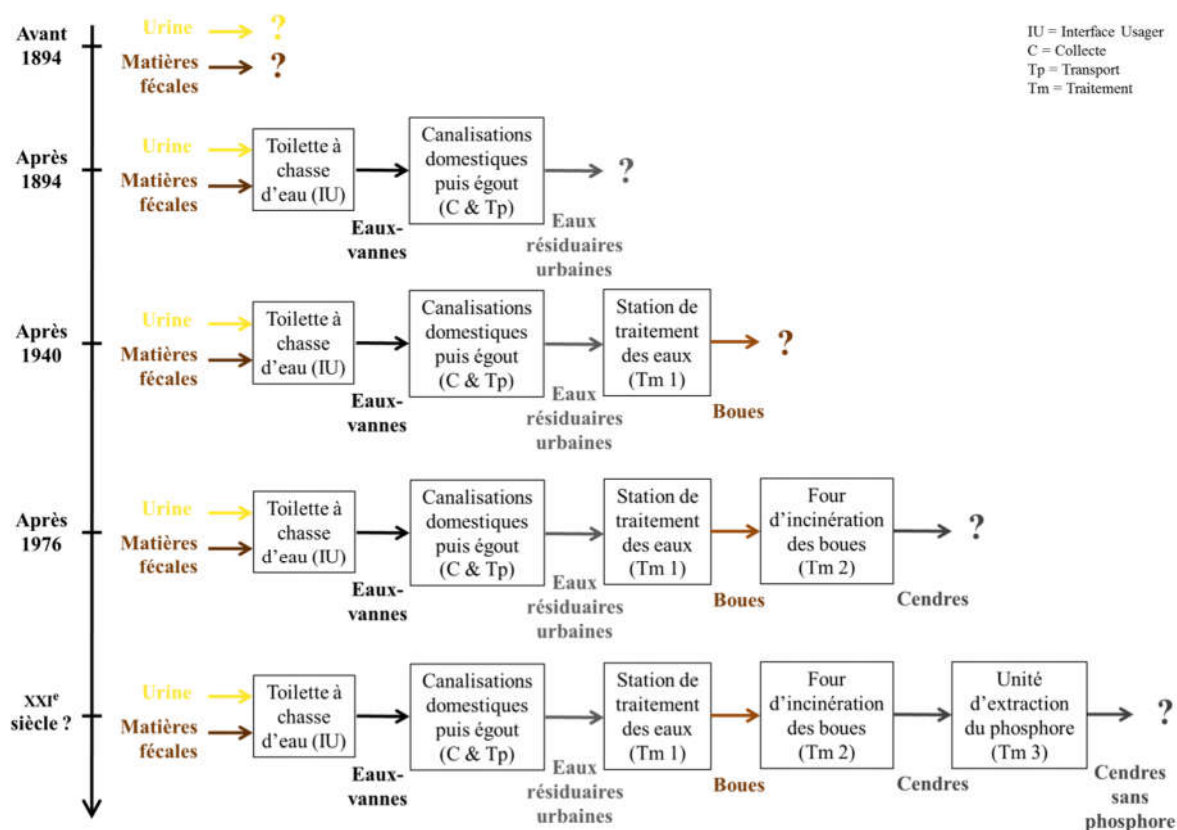 Avant
1894
Urine
?
Matières
fécales
?
IU = Interface Usager
C = Collecte
Tp = Transport
Tm = Traitement
Après
1894
Urine
Matières
fécales
Toilette à
chasse
d'eau (IU)
Eaux-
vannes
Canalisations
domestiques
puis égout
(C & Tp)
Eaux
résiduaires
urbaines
?
Après
1940
Urine
Matières
fécales
Toilette à
chasse
d'eau (IU)
Eaux-
vannes
Canalisations
domestiques
puis égout
(C & Tp)
Eaux
résiduaires
urbaines
Station de
traitement
des eaux
(Tm 1)
Boues
?
Après
1976
Urine
Matières
fécales
Toilette à
chasse
d'eau (IU)
Eaux-
vannes
Canalisations
domestiques
puis égout
(C & Tp)
Eaux
résiduaires
urbaines
Station de
traitement
des eaux
(Tm 1)
Boues
Four
d'incinération
des boues
(Tm 2)
Cendres
?
XXIe
siècle ?
Urine
Matières
fécales
Toilette à
chasse
d'eau (IU)
Eaux-
vannes
Canalisations
domestiques
puis égout
(C & Tp)
Eaux
résiduaires
urbaines
Station de
traitement
des eaux
(Tm 1)
Boues
Four
d'incinération
des boues
(Tm 2)
Cendres
Unité
d'extraction
du phosphore
(Tm 3)
Cendres
sans
phosphore
?